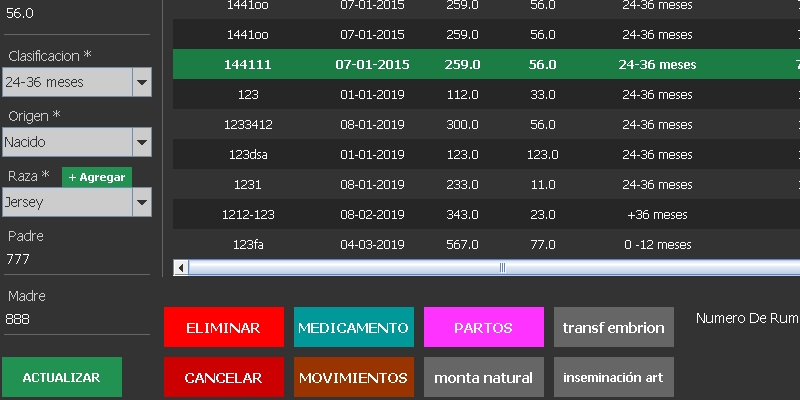 56.0
Clasificacion *
24-36 meses
Origen *
Nacido
Raza *
+ Agregar
Jersey
Padre
777
Madre
888
ACTUALIZAR
1441oo 07-01-2015 259.0 56.0 24-36 meses
1441oo 07-01-2015 259.0 56.0 24-36 meses
144111 07-01-2015 259.0 56.0 24-36 meses
123 01-01-2019 112.0 33.0 24-36 meses
1233412 08-01-2019 300.0 56.0 24-36 meses
123dsa 01-01-2019 123.0 123.0 24-36 meses
1231 08-01-2019 233.0 11.0 24-36 meses
1212-123 08-02-2019 343.0 23.0 +36 meses
123fa 04-03-2019 567.0 77.0 0 -12 meses
ELIMINAR MEDICAMENTO PARTOS transf embrion Numero De Rum
CANCELAR MOVIMIENTOS monta natural inseminación art